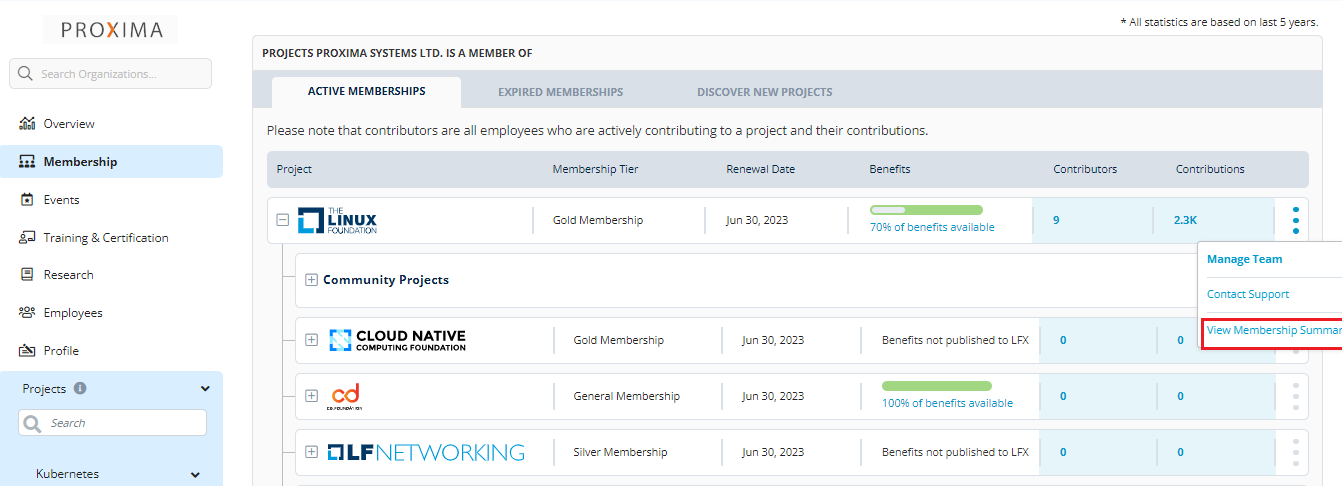 PROXIMA
* All statistics are based on last 5 years.
Search Organizations...
Overview
Membership
Events
Training & Certification
Research
Employees
Profile
Projects
Search
Kubernetes
PROJECTS PROXIMA SYSTEMS LTD. IS A MEMBER OF
ACTIVE MEMBERSHIPS EXPIRED MEMBERSHIPS DISCOVER NEW PROJECTS
Please note that contributors are all employees who are actively contributing to a project and their contributions.
Project Membership Tier Renewal Date Benefits Contributors Contributions
THE
LINUX
FOUNDATION
Gold Membership Jun 30, 2023 70% of benefits available 9 2.3K
Manage Team
Contact Support
View Membership Summar
Community Projects
CLOUD NATIVE
COMPUTING FOUNDATION
Gold Membership Jun 30, 2023 Benefits not published to LFX 0 0
cd
CD.FOUNDATION
General Membership Jun 30, 2023 100% of benefits available 0 0
LFNETWORKING Silver Membership Jun 30, 2023 Benefits not published to LFX 0 0